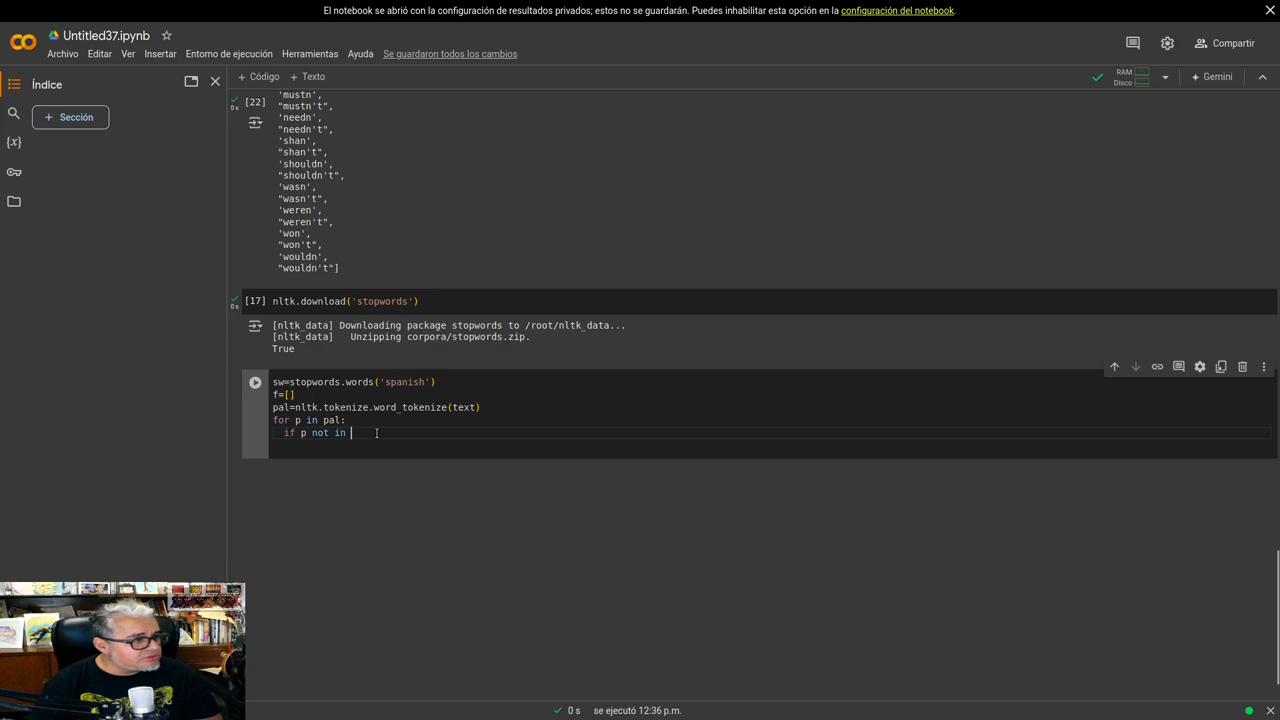 El notebook se abrió con la configuración de resultados privados; estos no se guardarán. Puedes inhabilitar esta opción en la configuración del notebook.
Untitled37.ipynb
Archivo Editar Ver Insertar Entorno de ejecución Herramientas Ayuda Se guardaron todos los cambios
Compartir
Índice
+ Código + Texto
RAM
Disco
Gemini
+ Sección
[22]
0 s
'mustn',
"mustn't",
'needn',
"needn't",
'shan',
"shan't",
'shouldn',
"shouldn't",
'wasn',
"wasn't",
'weren',
"weren't",
'won',
"won't",
'wouldn',
"wouldn't"]
0 s
[17] nltk.download('stopwords')
[nltk_data] Downloading package stopwords to /root/nltk_data...
[nltk_data]   Unzipping corpora/stopwords.zip.
True
sw=stopwords.words('spanish')
f=[]
pal=nltk.tokenize.word_tokenize(text)
for p in pal:
  if p not in
0 s se ejecutó 12:36 p.m.